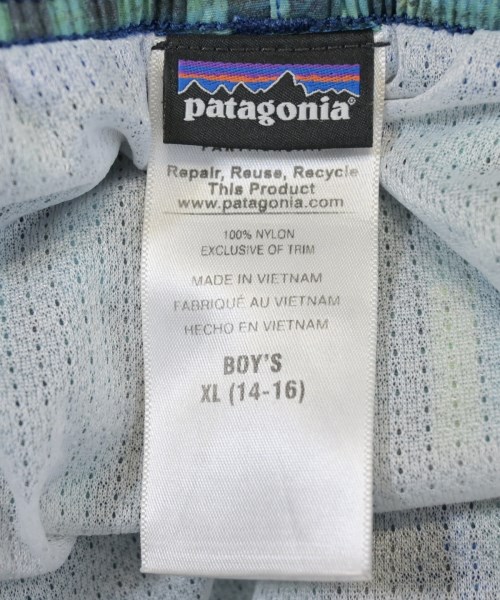 patagonia®
Repair, Reuse, Recycle
This Product
www.patagonia.com
100% NYLON
EXCLUSIVE OF TRIM
MADE IN VIETNAM
FABRIQUÉ AU VIETNAM
HECHO EN VIETNAM
BOY'S
XL (14-16)